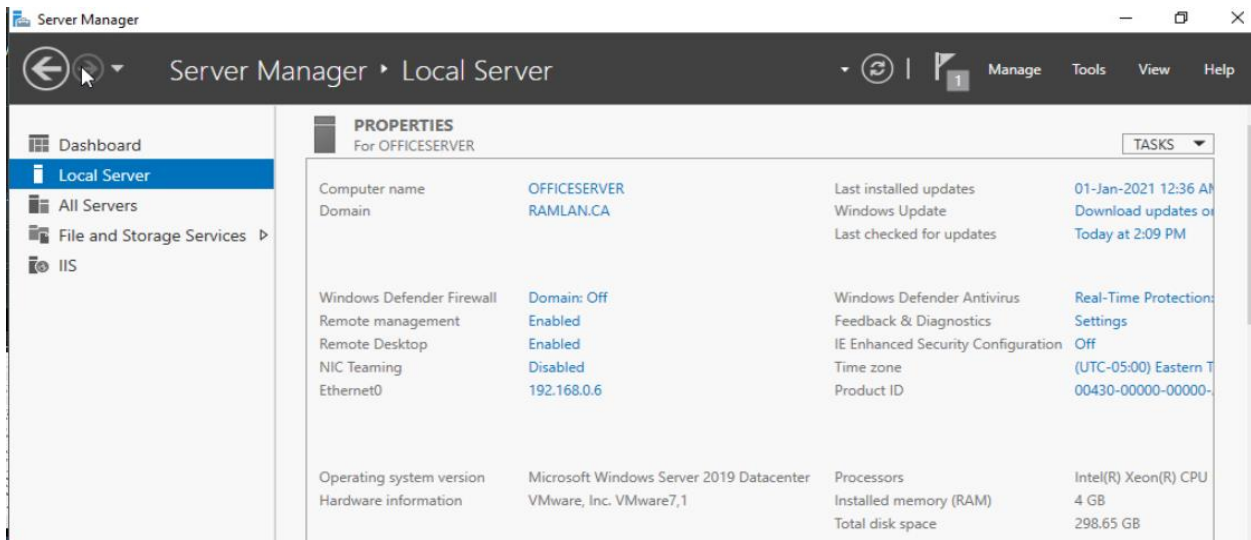 Server Manager
Server Manager • Local Server
1 Manage Tools View Help
Dashboard
Local Server
All Servers
File and Storage Services
IIS
PROPERTIES
For OFFICESERVER
TASKS
Computer name OFFICESERVER Last installed updates 01-Jan-2021 12:36 AM
Domain RAMLAN.CA Windows Update Download updates
Last checked for updates Today at 2:09 PM
Windows Defender Firewall Domain: Off Windows Defender Antivirus Real-Time Protection:
Remote management Enabled Feedback & Diagnostics Settings
Remote Desktop Enabled IE Enhanced Security Configuration Off
NIC Teaming Disabled Time zone (UTC-05:00) Eastern T
Ethernet0 192.168.0.6 Product ID 00430-00000-00000-
Operating system version Microsoft Windows Server 2019 Datacenter Processors Intel(R) Xeon(R) CPU
Hardware information VMware, Inc. VMware7,1 Installed memory (RAM) 4 GB
Total disk space 298.65 GB